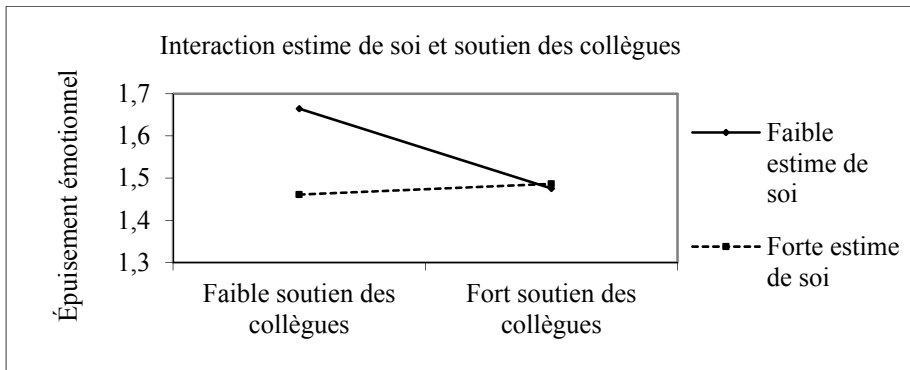 Interaction estime de soi et soutien des collègues
Épuisement émotionnel
1,7
1,6
1,5
1,4
1,3
Faible soutien des
collègues
Fort soutien des
collègues
Faible
estime de
soi
Forte estime
de soi